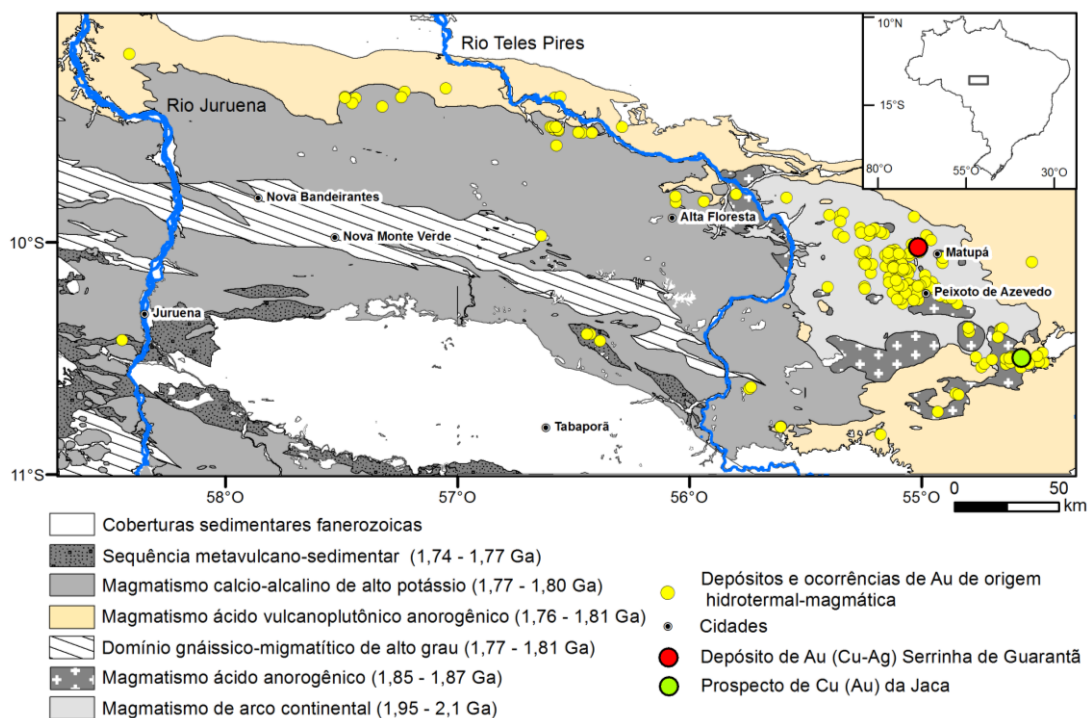 Rio Teles Pires
Rio Juruena
10°N
15°S
80°O
55°O
30°O
Nova Bandeirantes
Nova Monte Verde
Alta Floresta
Matupá
Peixoto de Azevedo
Juruena
Tabaporã
10°S
11°S
58°O
57°O
56°O
55°O
0 50
km
Coberturas sedimentares fanerozoicas
Sequência metavulcano-sedimentar (1,74 - 1,77 Ga)
Magmatismo calcio-alcalino de alto potássio (1,77 - 1,80 Ga)
Magmatismo ácido vulcanoplutônico anorogênico (1,76 - 1,81 Ga)
Domínio gnáissico-migmatítico de alto grau (1,77 - 1,81 Ga)
Magmatismo ácido anorogênico (1,85 - 1,87 Ga)
Magmatismo de arco continental (1,95 - 2,1 Ga)
Depósitos e ocorrências de Au de origem
hidrotermal-magmática
Cidades
Depósito de Au (Cu-Ag) Serrinha de Guarantã
Prospecto de Cu (Au) da Jaca